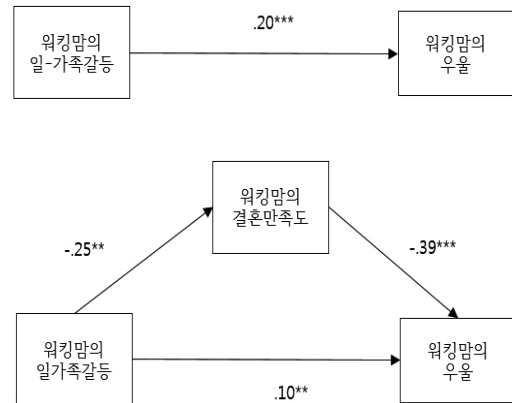 .20***
워킹맘의
일-가족갈등
워킹맘의
우울
워킹맘의
결혼만족도
-.25**
-.39***
워킹맘의
일가족갈등
워킹맘의
우울
.10**